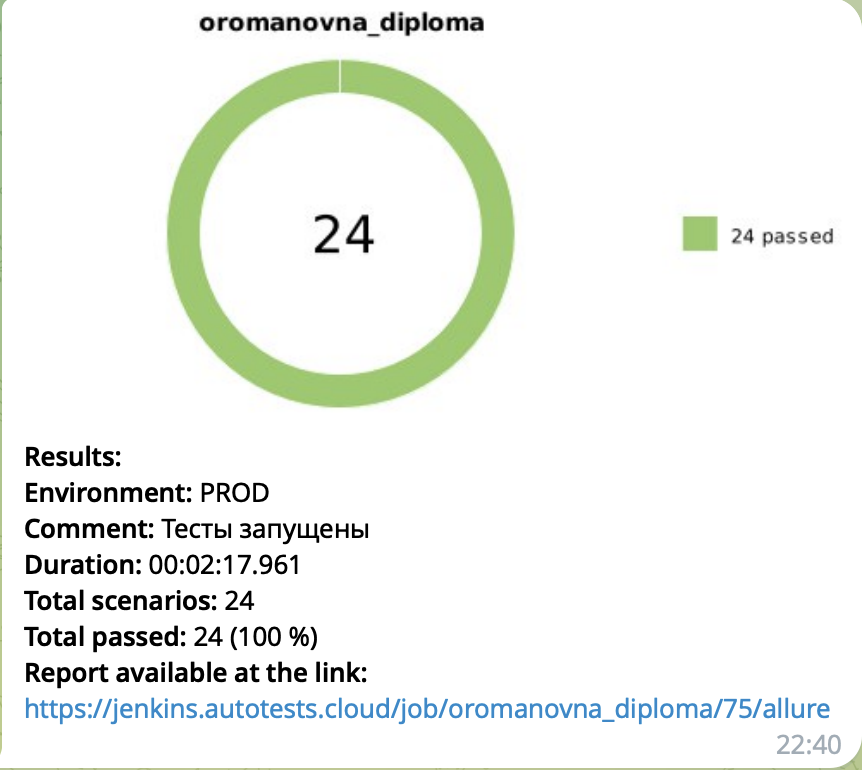 oromanovna_diploma
24
24 passed
Results:
Environment: PROD
Comment: Тесты запущены
Duration: 00:02:17.961
Total scenarios: 24
Total passed: 24 (100 %)
Report available at the link:
https://jenkins.autotests.cloud/job/oromanovna_diploma/75/allure
22:40